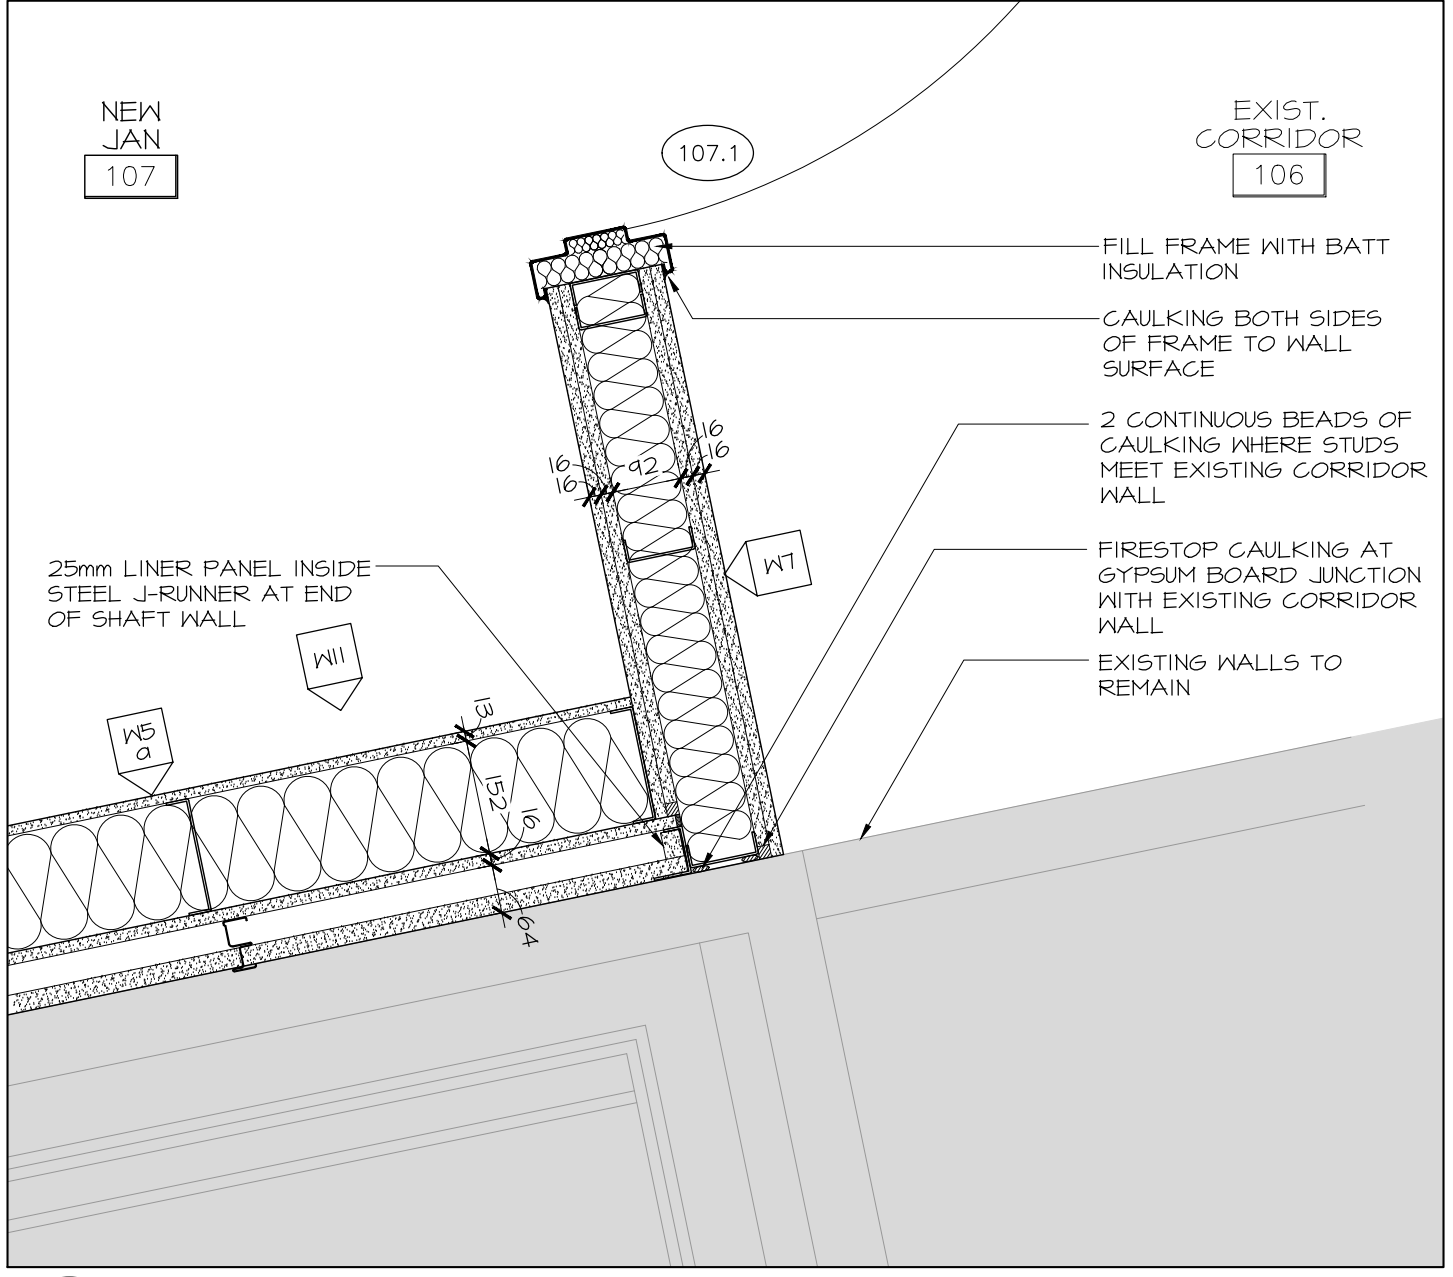 NEW
JAN
107
107.1
EXIST.
CORRIDOR
106
FILL FRAME WITH BATT
INSULATION
CAULKING BOTH SIDES
OF FRAME TO WALL
SURFACE
2 CONTINUOUS BEADS OF
CAULKING WHERE STUDS
MEET EXISTING CORRIDOR
WALL
FIRESTOP CAULKING AT
GYPSUM BOARD JUNCTION
WITH EXISTING CORRIDOR
WALL
EXISTING WALLS TO
REMAIN
16
16
92
16
16
W7
25mm LINER PANEL INSIDE
STEEL J-RUNNER AT END
OF SHAFT WALL
W11
W5
a
13
152
16
64